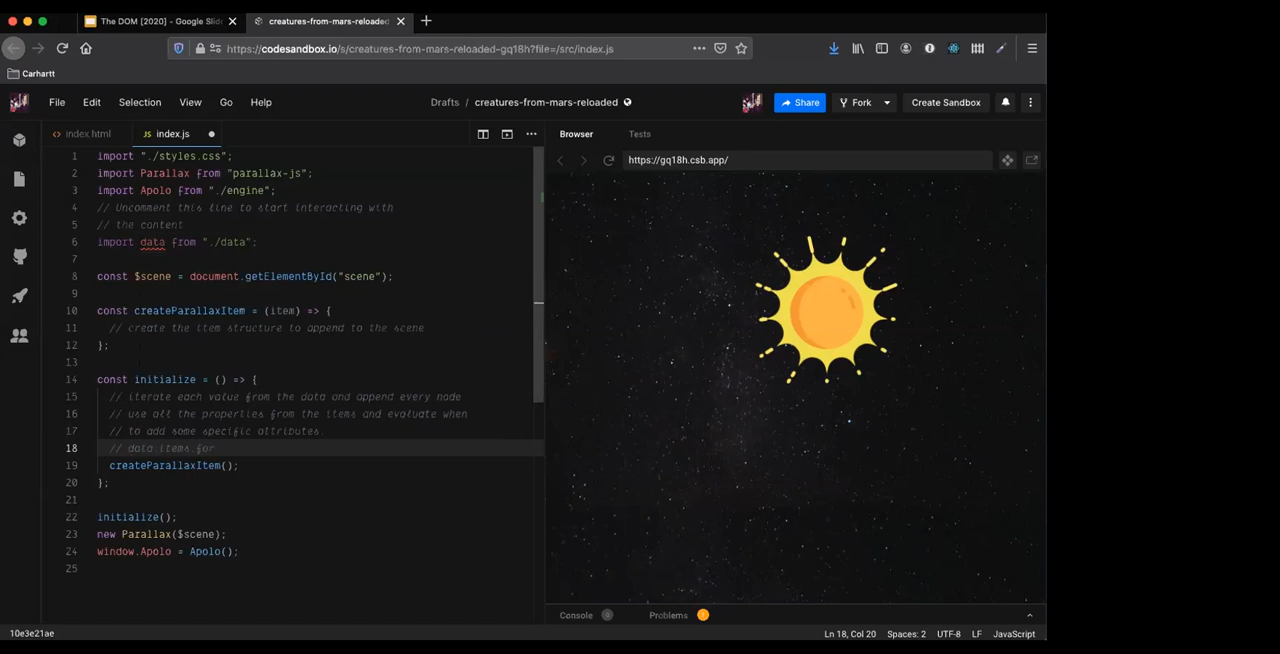 The DOM [2020] - Google Slide
creatures-from-mars-reloaded
https://codesandbox.io/s/creatures-from-mars-reloaded-gq18h?file=/src/index.js
Carhartt
File Edit Selection View Go Help
Drafts / creatures-from-mars-reloaded
Share
Fork
Create Sandbox
index.html
index.js
Browser
Tests
https://gq18h.csb.app/
1 import "./styles.css";
2 import Parallax from "parallax-js";
3 import Apolo from "./engine";
4 // Uncomment this line to start interacting with
5 // the content
6 import data from "./data";
7
8 const $scene = document.getElementById("scene");
9
10 const createParallaxItem = (item) => {
11 // create the item structure to append to the scene
12 };
13
14 const initialize = () => {
15 // iterate each value from the data and append every node
16 // use all the properties from the items and evaluate when
17 // to add some specific attributes.
18 // data.items.for
19 createParallaxItem();
20 };
21
22 initialize();
23 new Parallax($scene);
24 window.Apolo = Apolo();
25
Console 0
Problems
10e3e21ae
Ln 18, Col 20 Spaces: 2 UTF-8 LF JavaScript